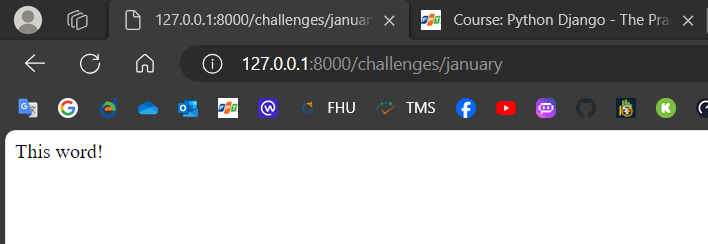 127.0.0.1:8000/challenges/januar
Course: Python Django - The Pra
127.0.0.1:8000/challenges/january
FHU
TMS
This word!